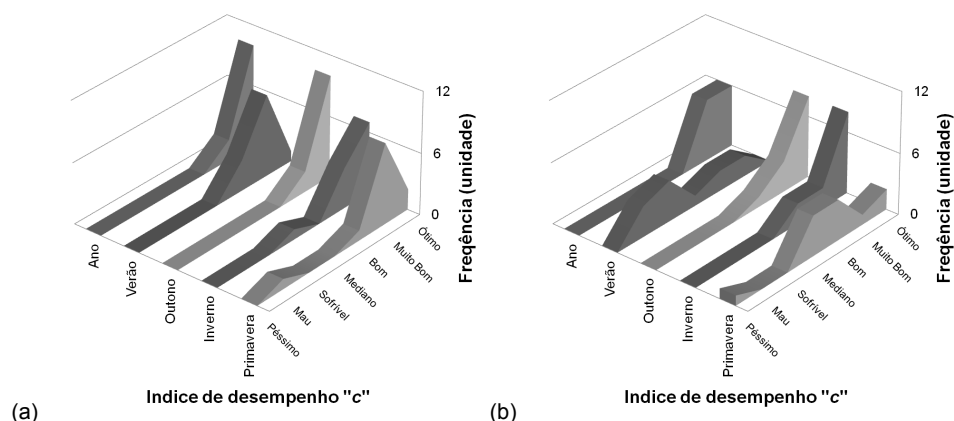 12
6
0
Freqência (unidade)
Ano
Verão
Outono
Inverno
Primavera
Péssimo
Mau
Sofrível
Mediano
Bom
Muito Bom
Ótimo
Indice de desempenho "c"
(a)
12
6
0
Freqência (unidade)
Ano
Verão
Outono
Inverno
Primavera
Péssimo
Mau
Sofrível
Mediano
Bom
Muito Bom
Ótimo
Indice de desempenho "c"
(b)